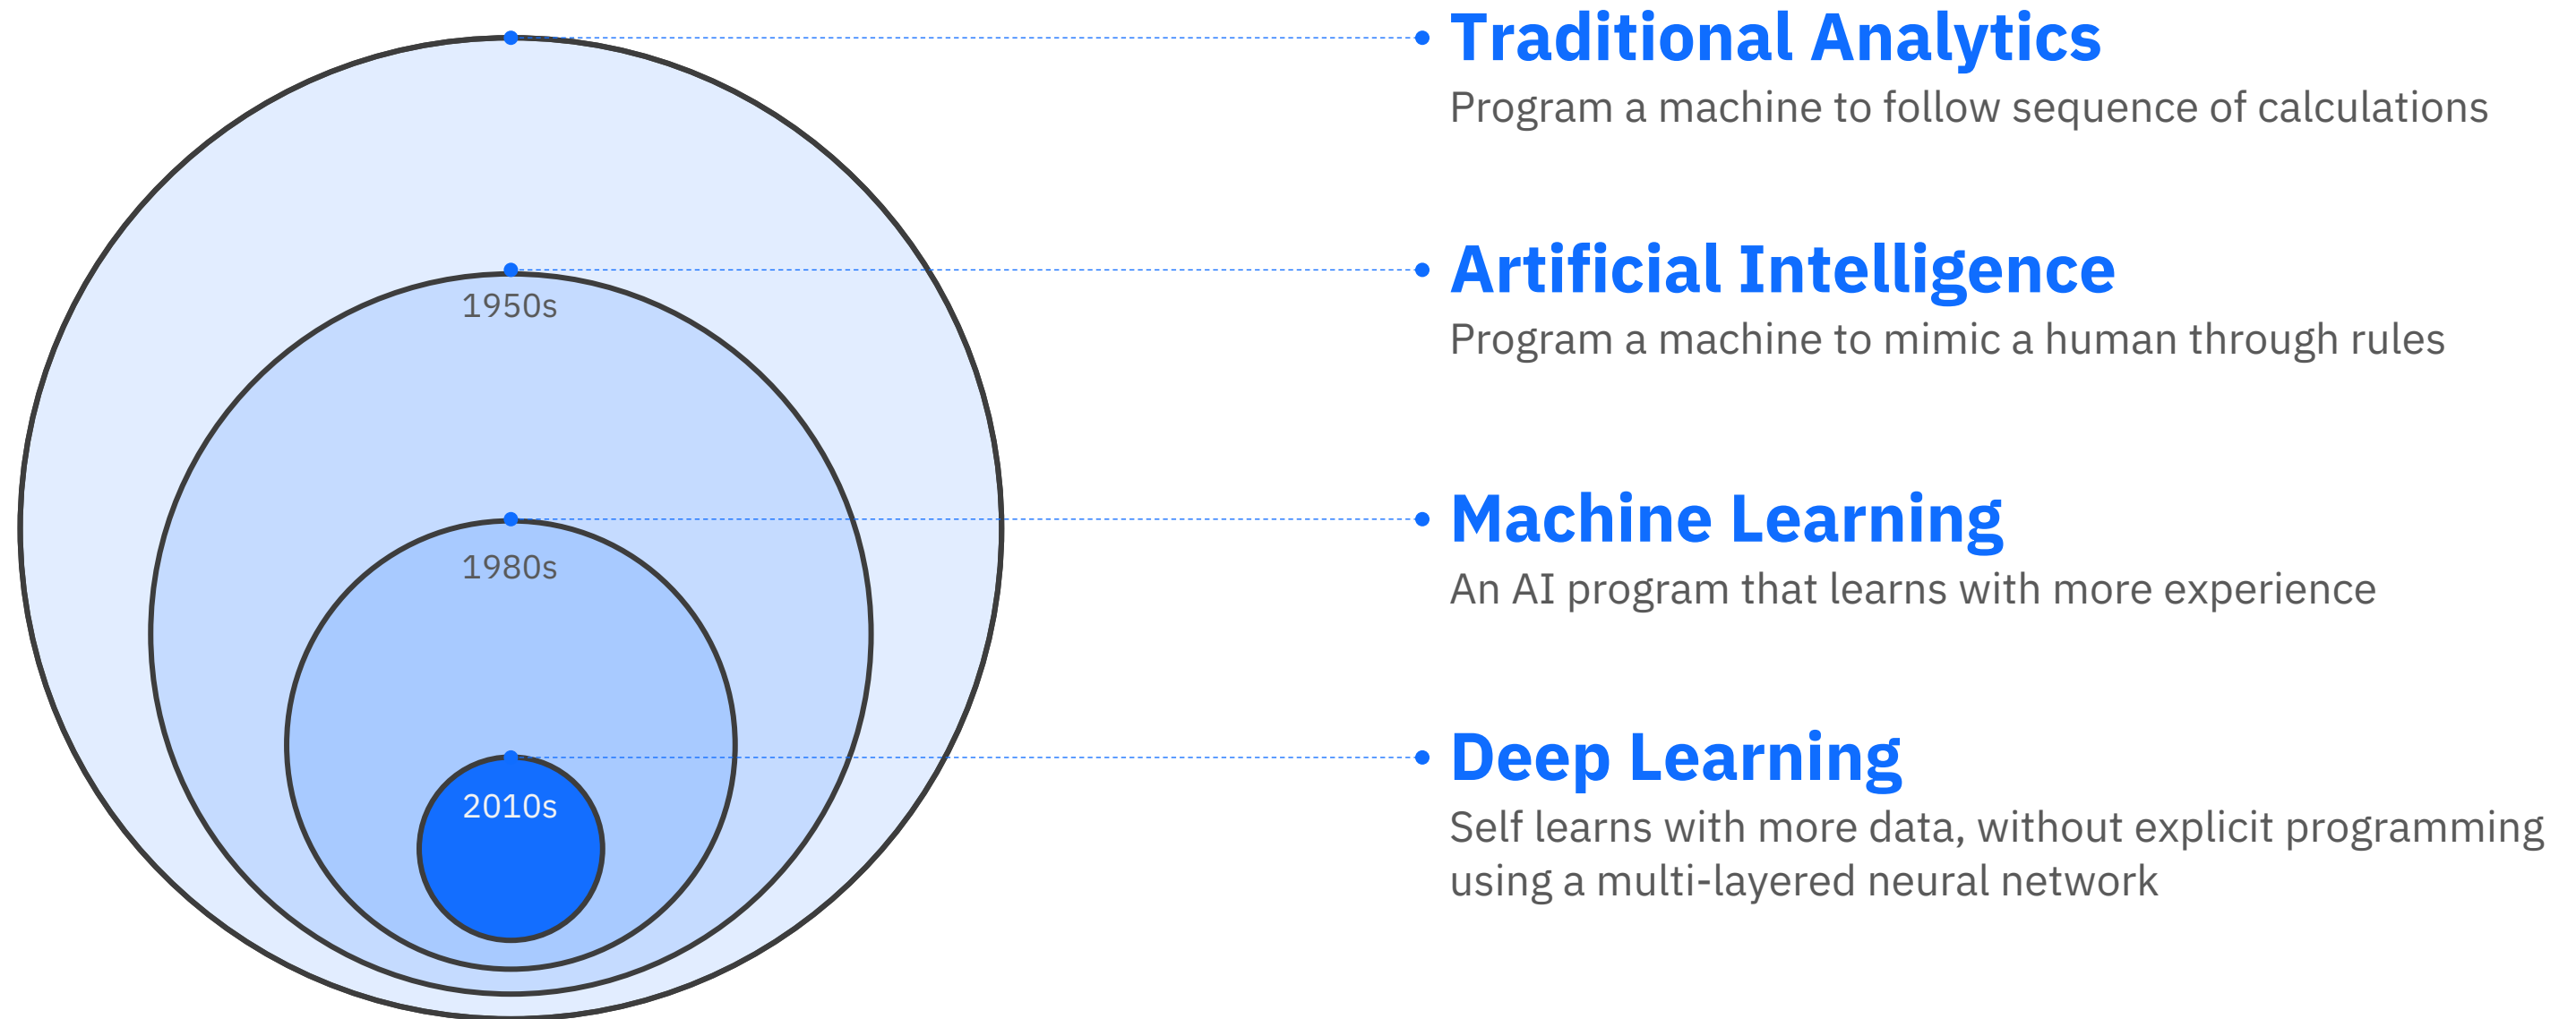 Traditional Analytics
Program a machine to follow sequence of calculations
Artificial Intelligence
1950s
Program a machine to mimic a human through rules
Machine Learning
1980s
An AI program that learns with more experience
Deep Learning
2010s
Self learns with more data, without explicit programming
using a multi-layered neural network